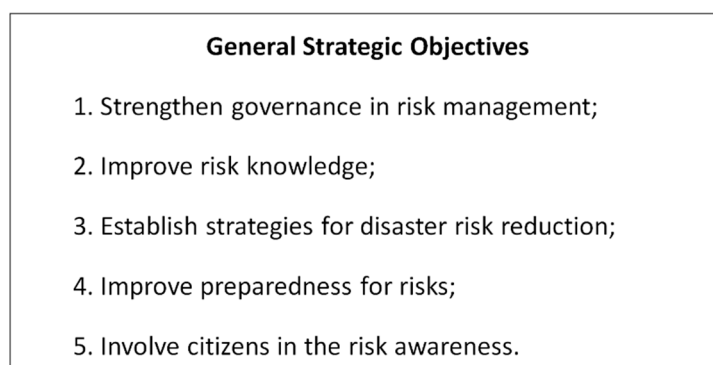 General Strategic Objectives
1. Strengthen governance in risk management;
2. Improve risk knowledge;
3. Establish strategies for disaster risk reduction;
4. Improve preparedness for risks;
5. Involve citizens in the risk awareness.